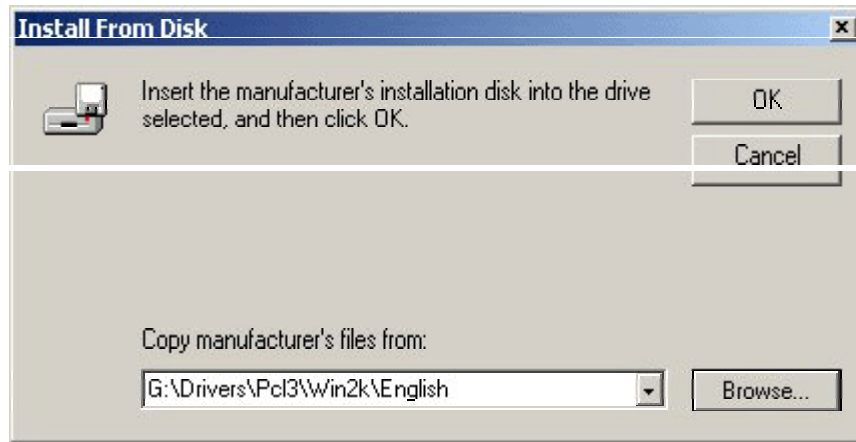 Install From Disk
Insert the manufacturer's installation disk into the drive
selected, and then click OK.
OK
Cancel
Copy manufacturer's files from:
G:\Drivers\Pcl3\Win2k\English
Browse...